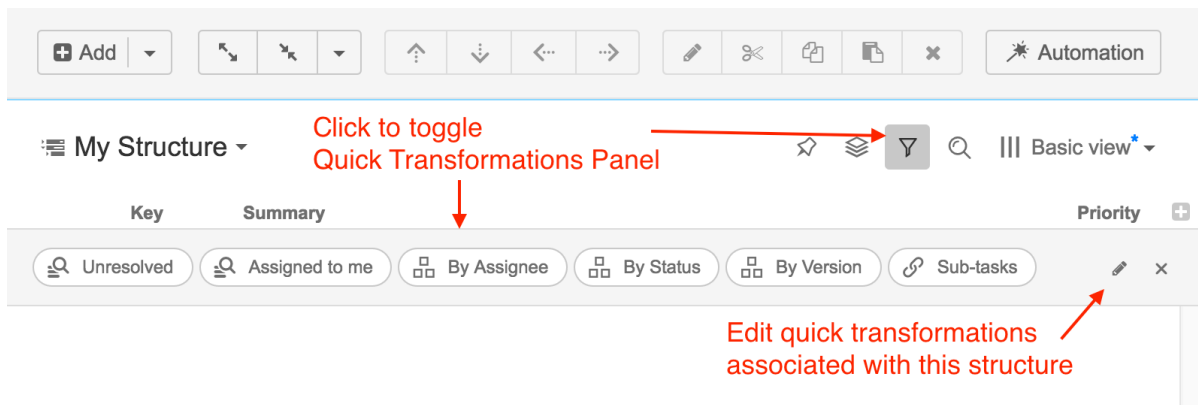 Add
Automation
Click to toggle
Quick Transformations Panel
My Structure
Basic view*
Key Summary Priority
Unresolved Assigned to me By Assignee By Status By Version Sub-tasks
Edit quick transformations
associated with this structure